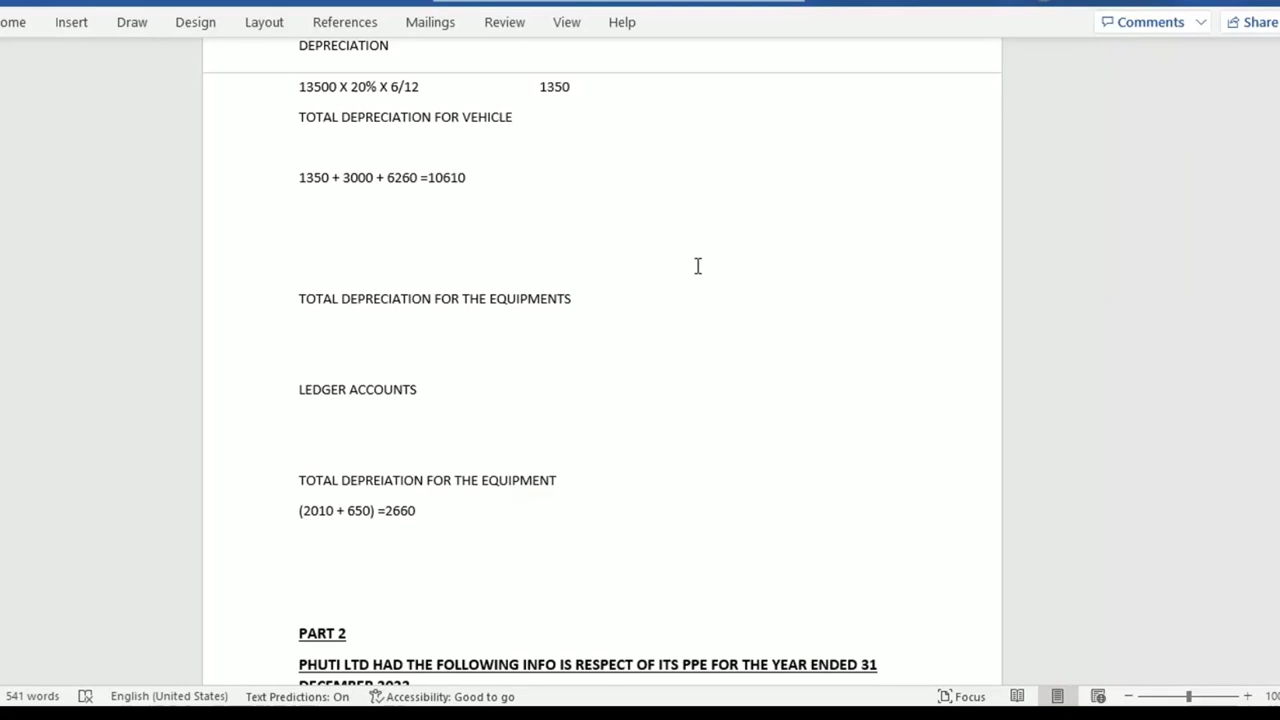 ome Insert Draw Design Layout References Mailings Review View Help Comments Share
DEPRECIATION
13500 X 20% X 6/12 1350
TOTAL DEPRECIATION FOR VEHICLE
1350 + 3000 + 6260 =10610
TOTAL DEPRECIATION FOR THE EQUIPMENTS
LEDGER ACCOUNTS
TOTAL DEPREIATION FOR THE EQUIPMENT
(2010 + 650) =2660
PART 2
PHUTI LTD HAD THE FOLLOWING INFO IS RESPECT OF ITS PPE FOR THE YEAR ENDED 31
DECEMBER 2022
541 words English (United States) Text Predictions: On Accessibility: Good to go Focus 100